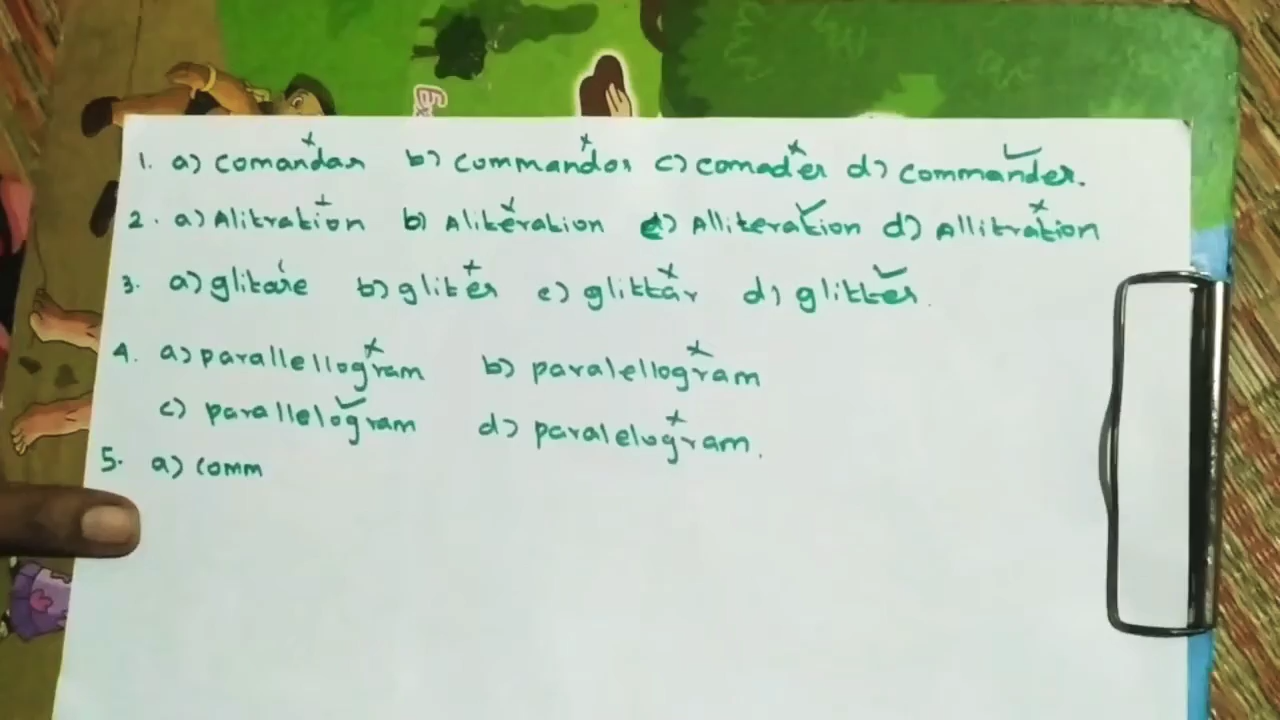 Ex
1. a) comandar b) commandor c) comader d) commander.
2. a) Alitration b) Aliteration c) Alliteration d) Allitration
3. a) glitare b) gliter c) glittar d) glitter.
4. a) parallellogram b) paralellogram
c) parallelogram d) paralelogram.
5. a) comm